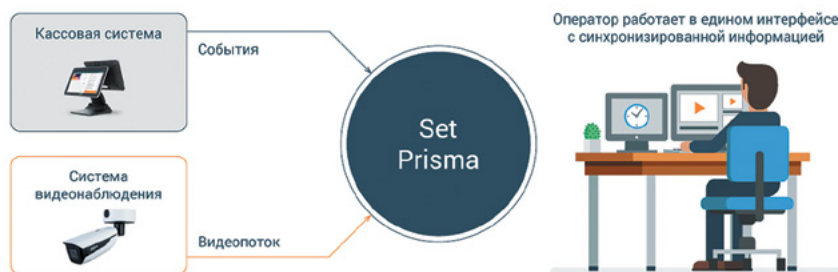 Кассовая система
События
Set
Prisma
Система
видеонаблюдения
Видеопоток
Оператор работает в едином интерфейсе
с синхронизированной информацией